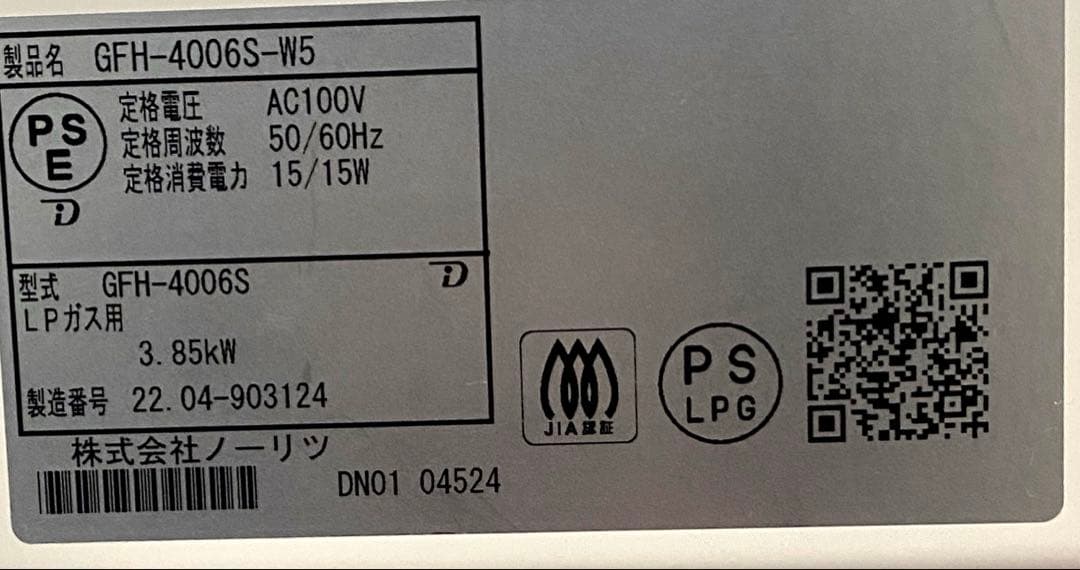 製品名 GFH-4006S-W5
PS
E
定格電圧 AC100V
定格周波数 50/60Hz
定格消費電力 15/15W
型式 GFH-4006S
LPガス用
3.85kW
製造番号 22.04-903124
株式会社ノーリツ
DN01 04524
JIA認証
PS
LPG